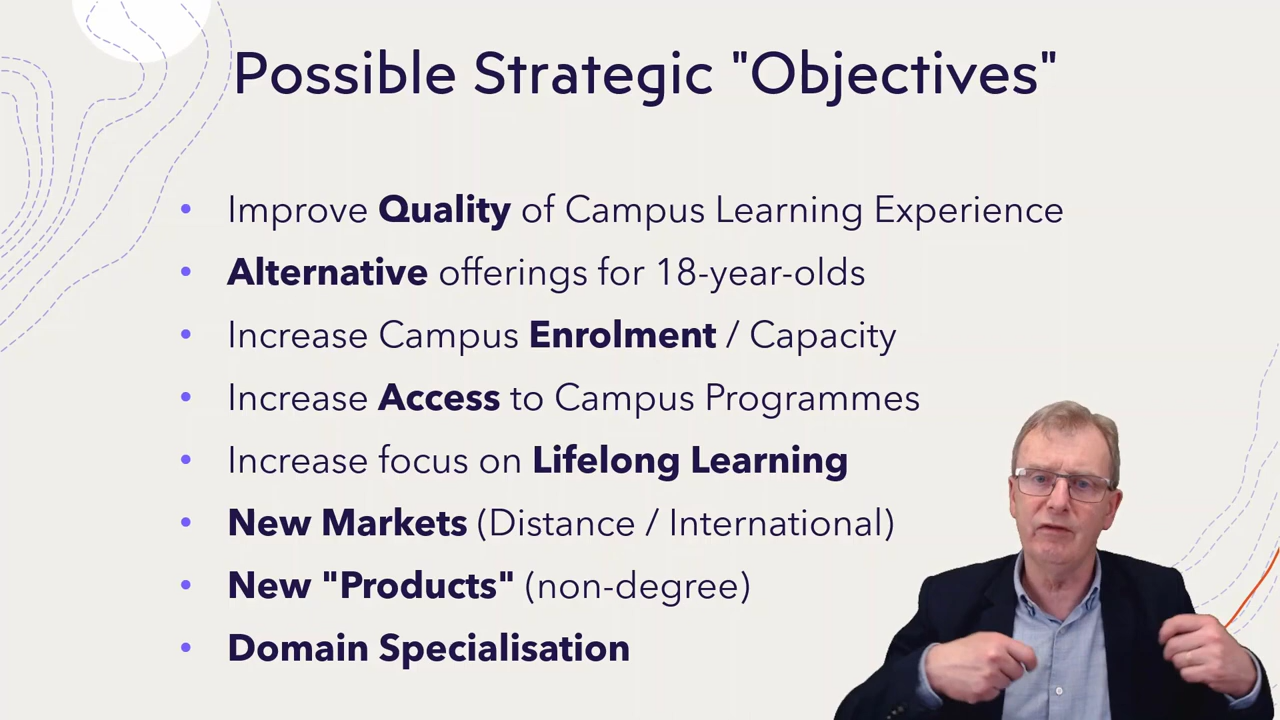 Possible Strategic "Objectives"
• Improve Quality of Campus Learning Experience
• Alternative offerings for 18-year-olds
• Increase Campus Enrolment / Capacity
• Increase Access to Campus Programmes
• Increase focus on Lifelong Learning
• New Markets (Distance / International)
• New "Products" (non-degree)
• Domain Specialisation